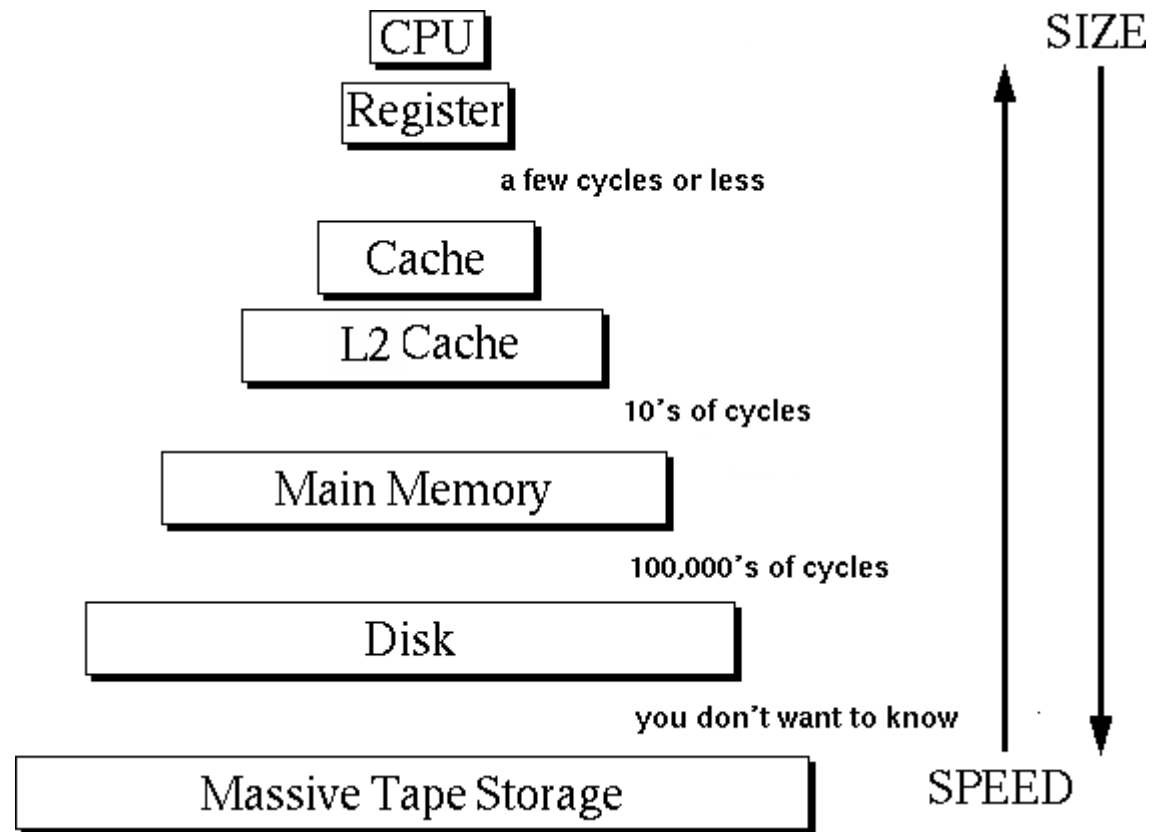 CPU
SIZE
Register
a few cycles or less
Cache
L2 Cache
10's of cycles
Main Memory
100,000's of cycles
Disk
you don't want to know
Massive Tape Storage
SPEED